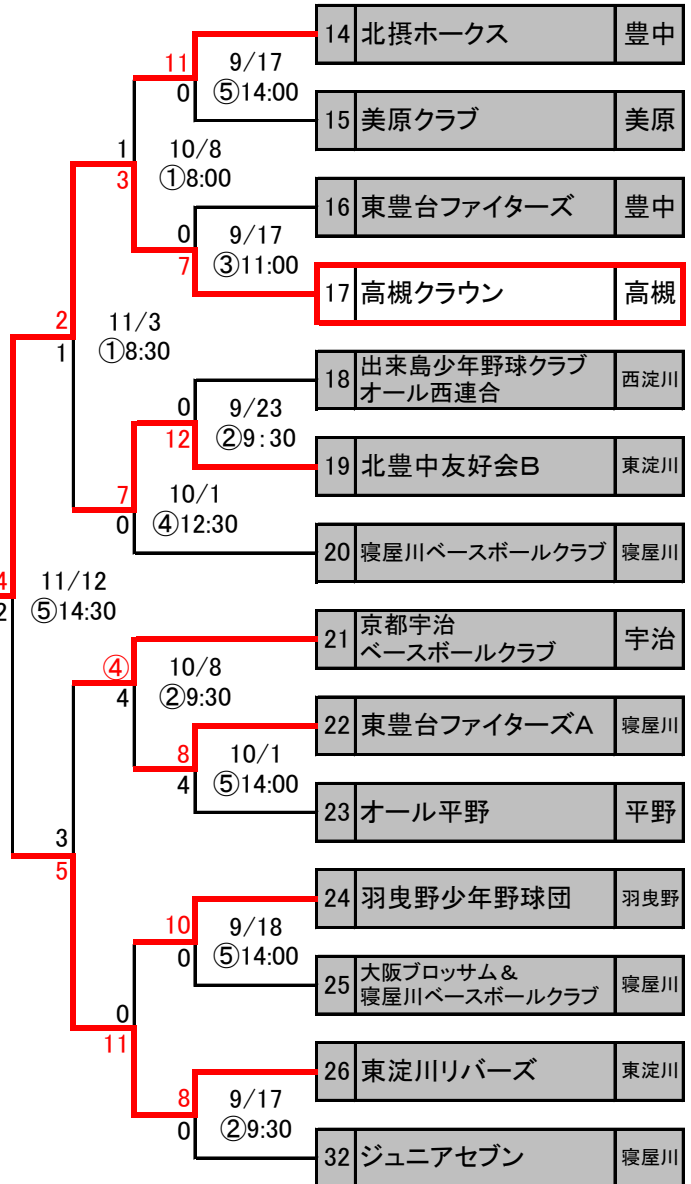 14 北摂ホークス 豊中
11 9/17
0 ⑤14:00
15 美原クラブ 美原
1 10/8
3 ①8:00
16 東豊台ファイターズ 豊中
0 9/17
7 ③11:00
17 高槻クラウン 高槻
2 11/3
1 ①8:30
18 出来島少年野球クラブ
オール西連合 西淀川
0 9/23
12 ②9:30
19 北豊中友好会B 東淀川
7 10/1
0 ④12:30
20 寝屋川ベースボールクラブ 寝屋川
4 11/12
2 ⑤14:30
21 京都宇治
ベースボールクラブ 宇治
④ 10/8
4 ②9:30
22 東豊台ファイターズA 寝屋川
8 10/1
4 ⑤14:00
23 オール平野 平野
3
5
24 羽曳野少年野球団 羽曳野
10 9/18
0 ⑤14:00
25 大阪ブロッサム&
寝屋川ベースボールクラブ 寝屋川
0
11
26 東淀川リバーズ 東淀川
8 9/17
0 ②9:30
32 ジュニアセブン 寝屋川